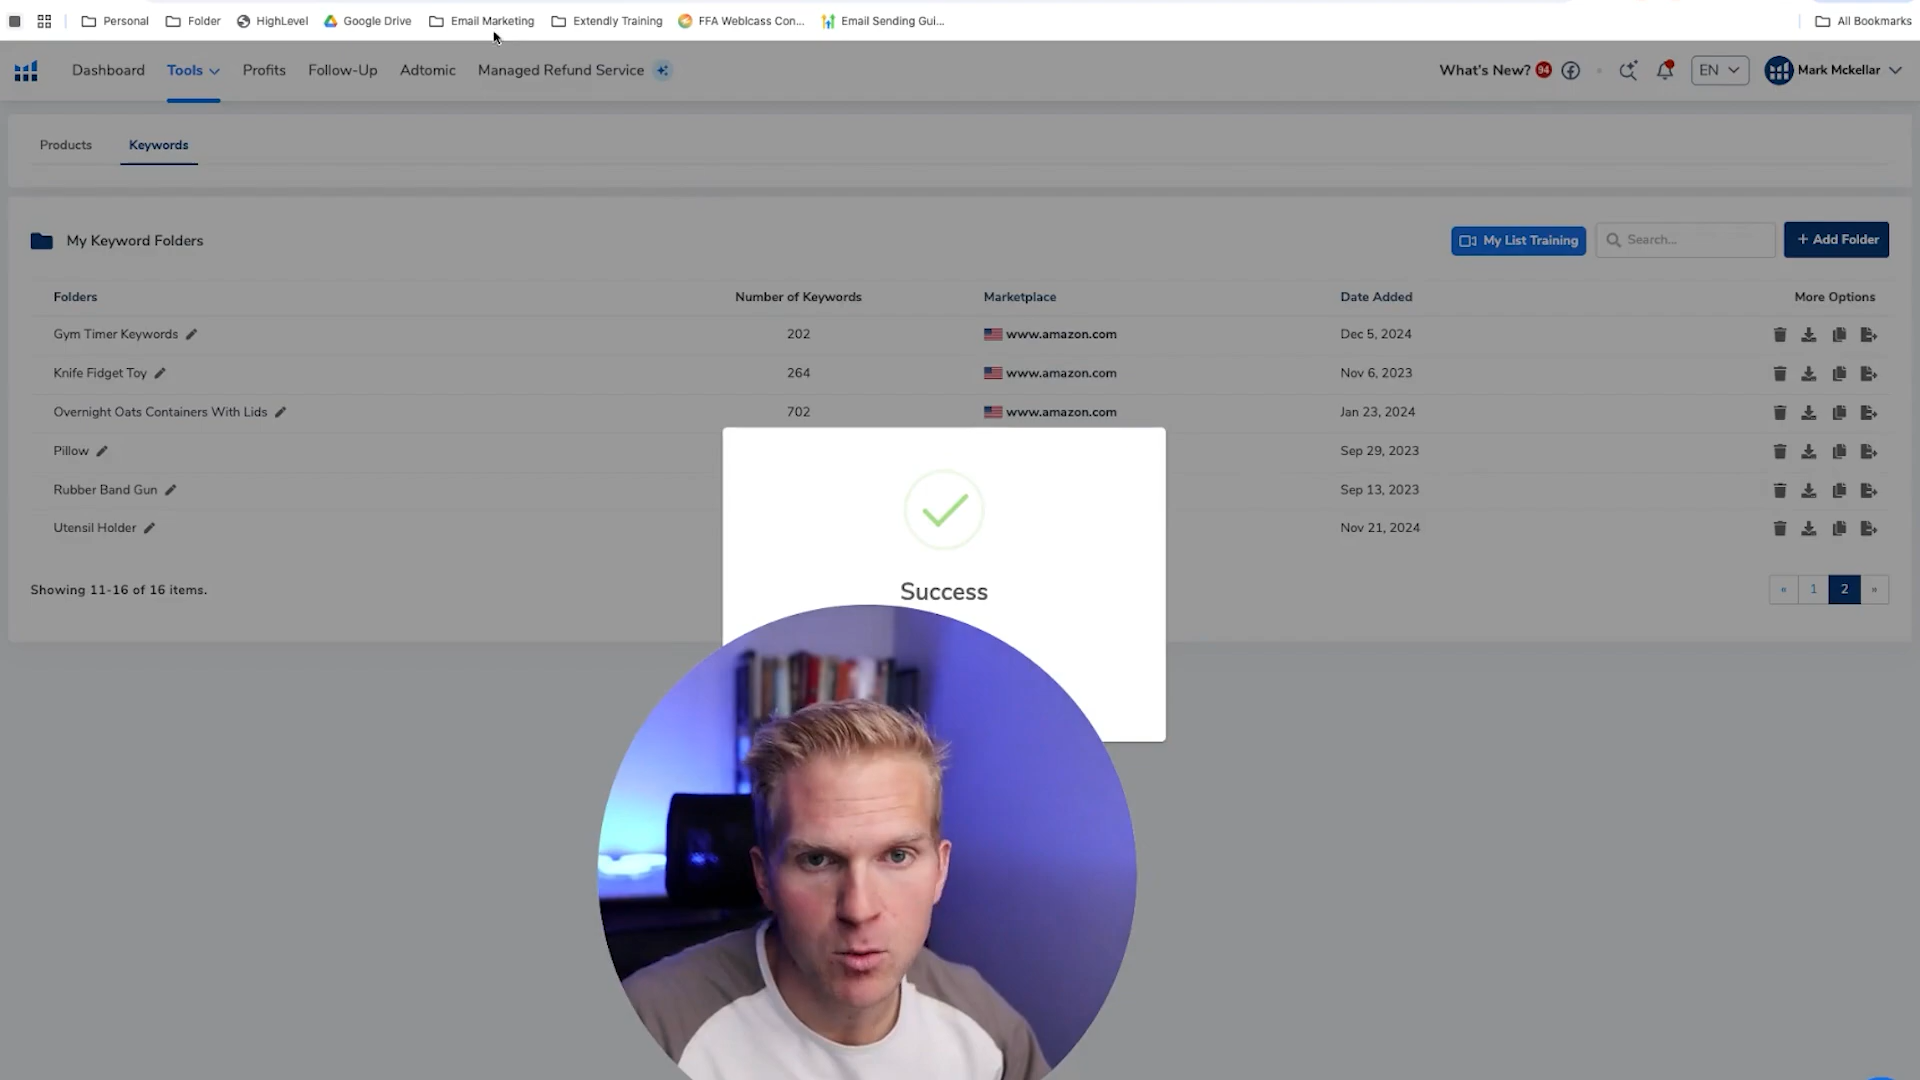 Personal Folder HighLevel Google Drive Email Marketing Extendly Training FFA Weblcass Con... Email Sending Gui... All Bookmarks
Dashboard Tools Profits Follow-Up Adtomic Managed Refund Service What's New? 94 EN Mark Mckellar
Products Keywords
My Keyword Folders My List Training Search... + Add Folder
Folders Number of Keywords Marketplace Date Added More Options
Gym Timer Keywords 202 www.amazon.com Dec 5, 2024
Knife Fidget Toy 264 www.amazon.com Nov 6, 2023
Overnight Oats Containers With Lids 702 www.amazon.com Jan 23, 2024
Pillow Sep 29, 2023
Rubber Band Gun Sep 13, 2023
Utensil Holder Nov 21, 2024
Success
Showing 11-16 of 16 items. « 1 2 »